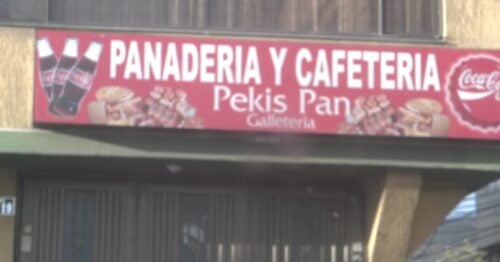 PANADERIA Y CAFETERIA
Pekis Pan
Galleteria
Coca-Cola